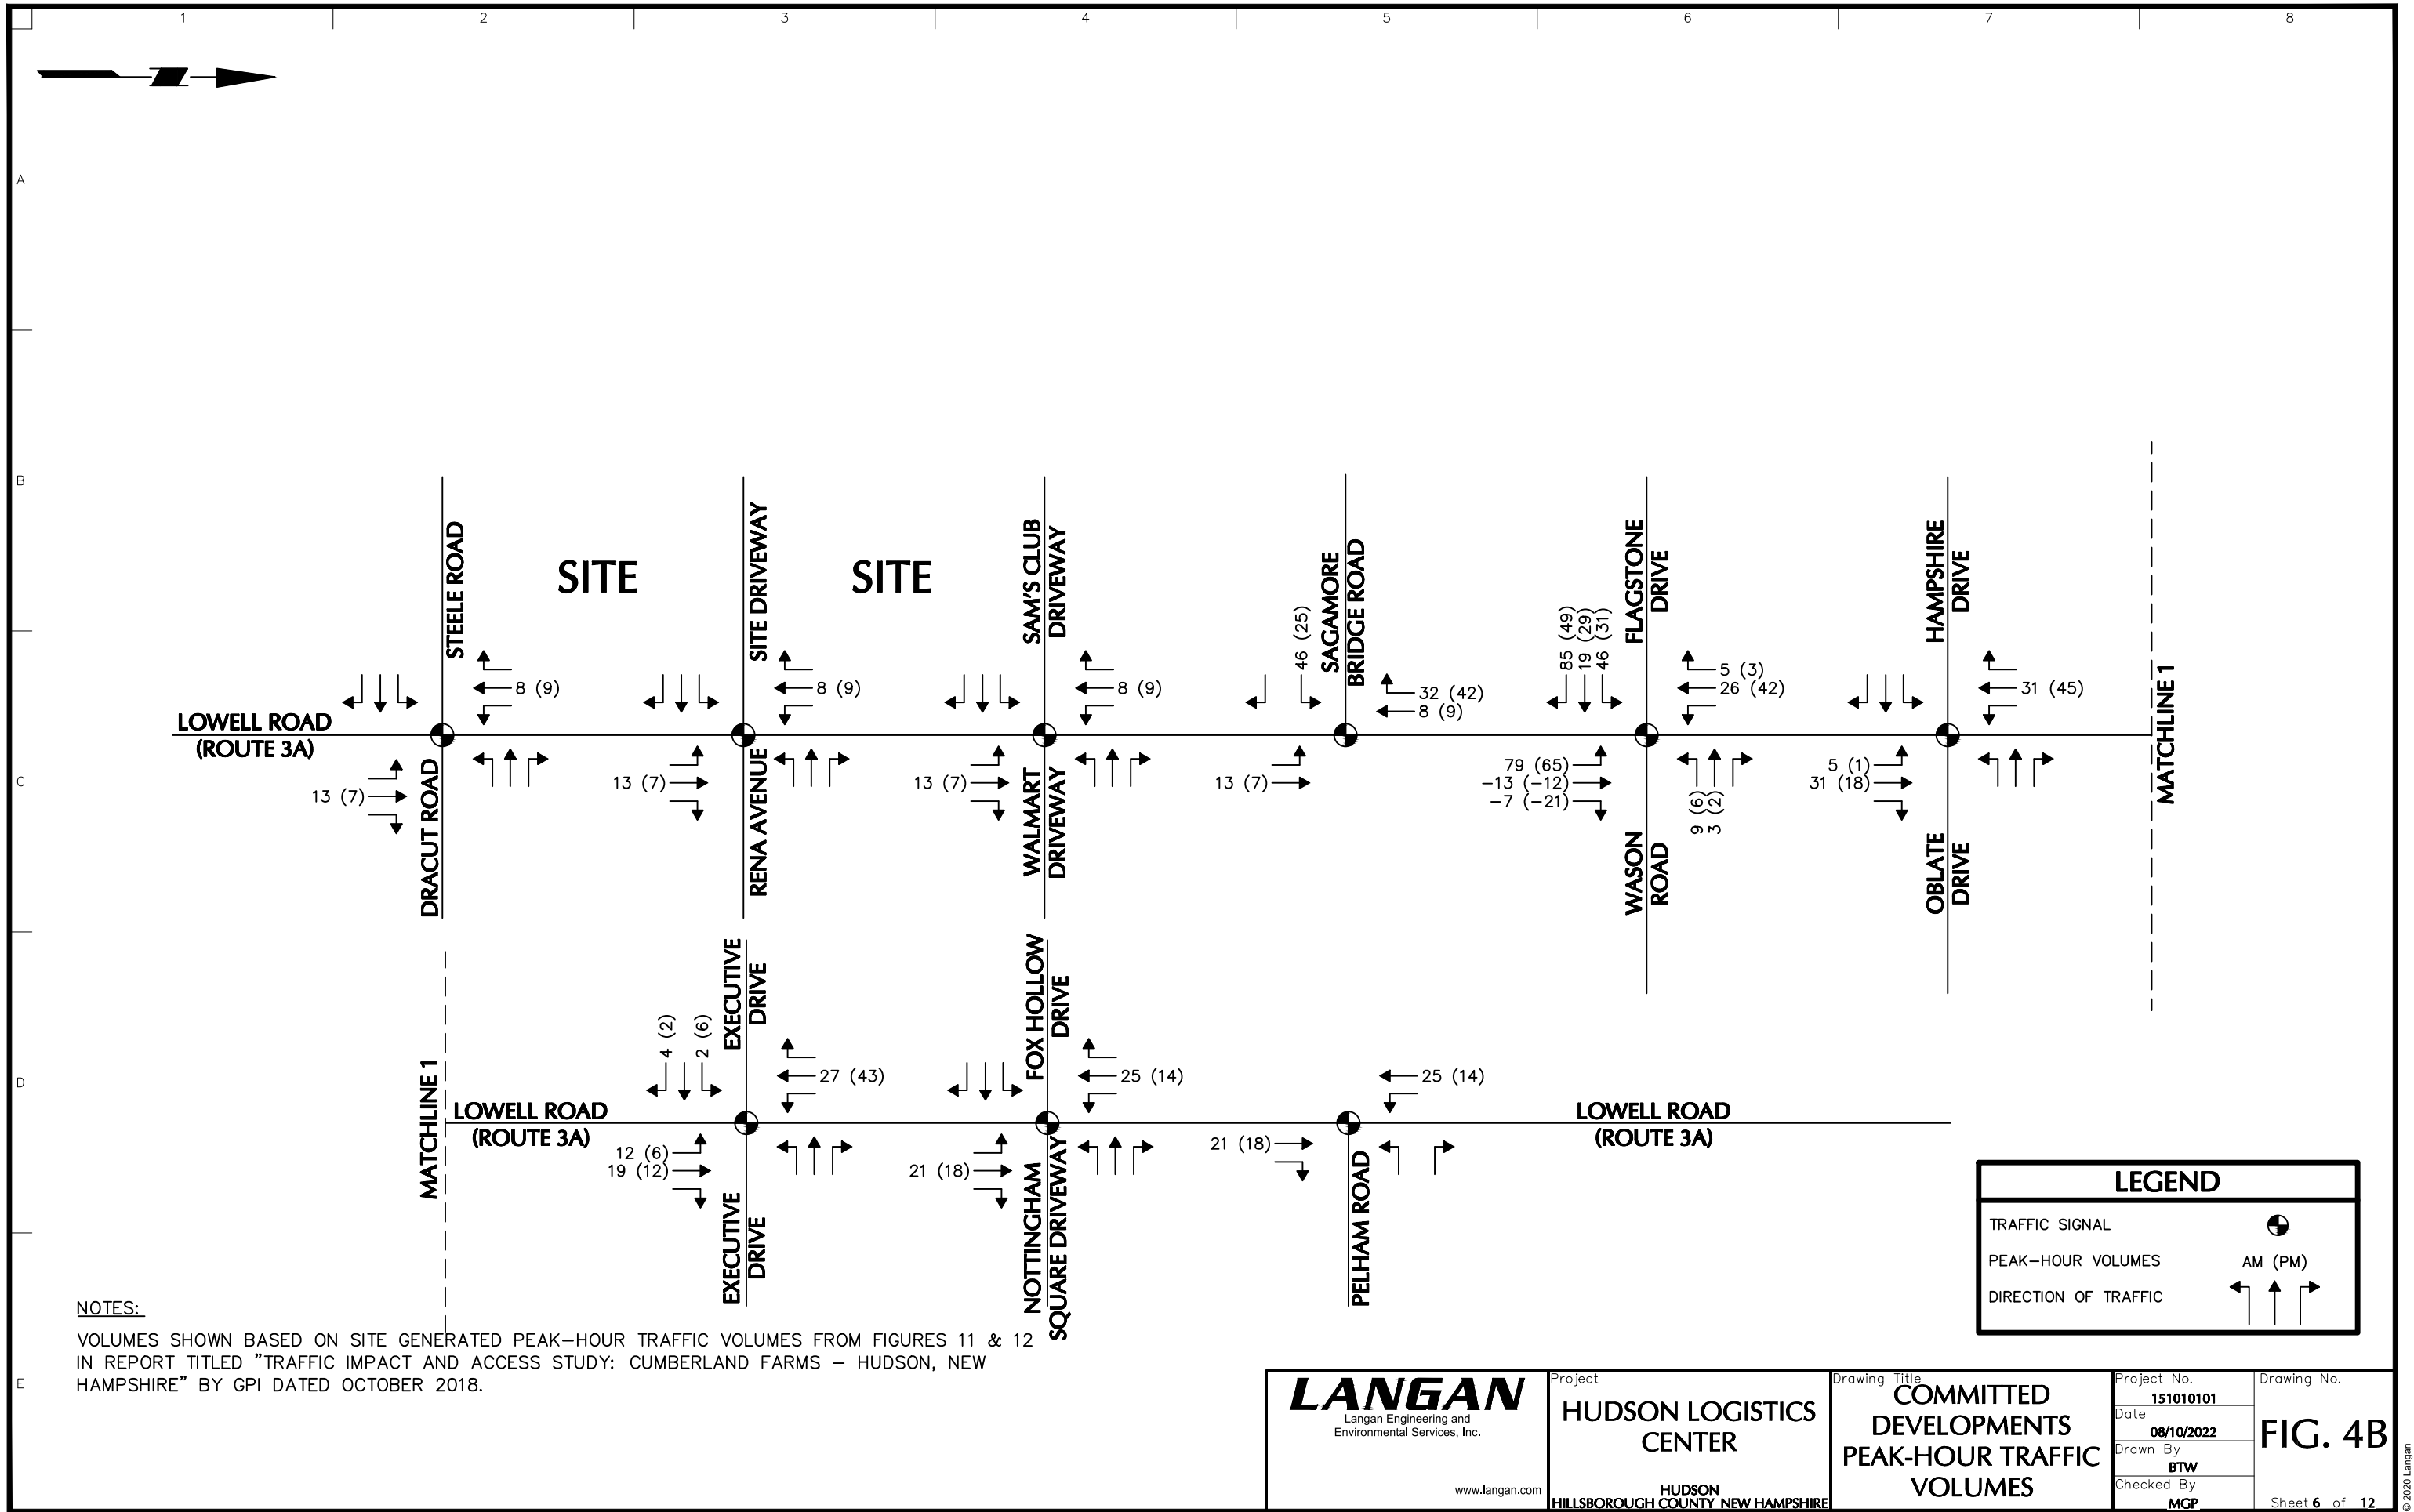 1 2 3 4 5 6 7 8
A
B
C
D
E
N
STEELE ROAD
SITE
SITE DRIVEWAY
SITE
SAM'S CLUB
DRIVEWAY
SAGAMORE
BRIDGE ROAD
FLAGSTONE
DRIVE
HAMPSHIRE
DRIVE
46 (25)
85 (49)
19 (29)
46 (31)
8 (9)
8 (9)
8 (9)
32 (42)
8 (9)
5 (3)
26 (42)
31 (45)
LOWELL ROAD
(ROUTE 3A)
MATCHLINE 1
13 (7)
13 (7)
13 (7)
13 (7)
79 (65)
-13 (-12)
-7 (-21)
9 (6)
3 (2)
5 (1)
31 (18)
DRACUT ROAD
RENA AVENUE
WALMART
DRIVEWAY
WASON
ROAD
OBLATE
DRIVE
MATCHLINE 1
EXECUTIVE
DRIVE
FOX HOLLOW
DRIVE
4 (2)
2 (6)
27 (43)
25 (14)
25 (14)
LOWELL ROAD
(ROUTE 3A)
LOWELL ROAD
(ROUTE 3A)
12 (6)
19 (12)
21 (18)
21 (18)
EXECUTIVE
DRIVE
NOTTINGHAM
SQUARE DRIVEWAY
PELHAM ROAD
LEGEND
TRAFFIC SIGNAL
PEAK-HOUR VOLUMES AM (PM)
DIRECTION OF TRAFFIC
NOTES:
VOLUMES SHOWN BASED ON SITE GENERATED PEAK-HOUR TRAFFIC VOLUMES FROM FIGURES 11 & 12
IN REPORT TITLED "TRAFFIC IMPACT AND ACCESS STUDY: CUMBERLAND FARMS - HUDSON, NEW
HAMPSHIRE" BY GPI DATED OCTOBER 2018.
LANGAN
Langan Engineering and
Environmental Services, Inc.
www.langan.com
Project
HUDSON LOGISTICS
CENTER
HUDSON
HILLSBOROUGH COUNTY NEW HAMPSHIRE
Drawing Title
COMMITTED
DEVELOPMENTS
PEAK-HOUR TRAFFIC
VOLUMES
Project No.
151010101
Date
08/10/2022
Drawn By
BTW
Checked By
MGP
Drawing No.
FIG. 4B
Sheet 6 of 12
© 2020 Langan